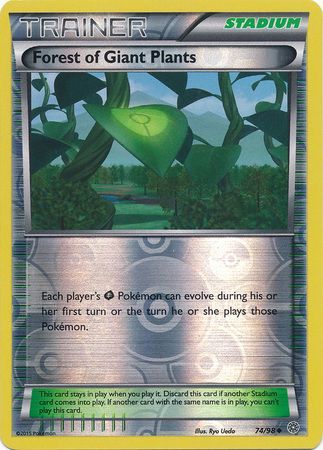 TRAINER
STADIUM
Forest of Giant Plants
Each player's Pokémon can evolve during his or
her first turn or the turn he or she plays those
Pokémon.
This card stays in play when you play it. Discard this card if another Stadium
card comes into play. If another card with the same name is in play, you can't
play this card.
©2015 Pokémon
Illus. Ryo Ueda
74/98